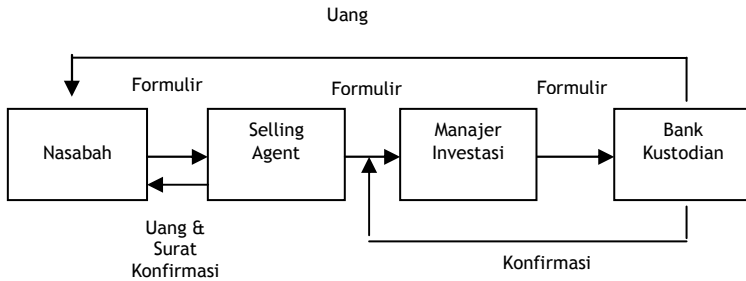 Uang
Formulir
Formulir
Formulir
Nasabah
Selling
Agent
Manajer
Investasi
Bank
Kustodian
Uang &
Surat
Konfirmasi
Konfirmasi